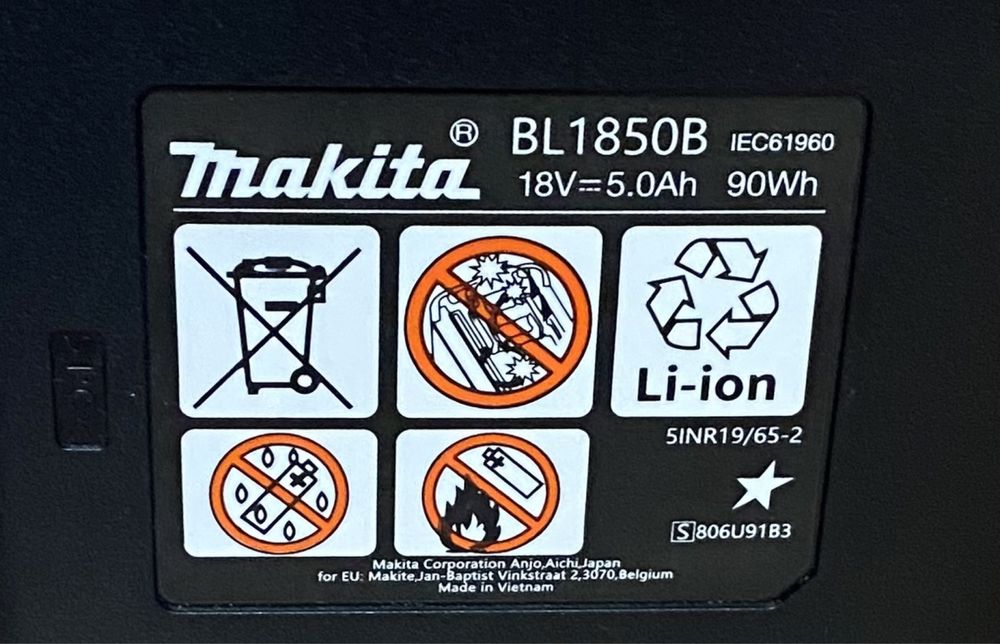 makita®
BL1850B IEC61960
18V⎓5.0Ah 90Wh
Li-ion
5INR19/65-2
S806U91B3
Makita Corporation Anjo,Aichi,Japan
for EU: Makite,Jan-Baptist Vinkstraat 2,3070,Belgium
Made in Vietnam